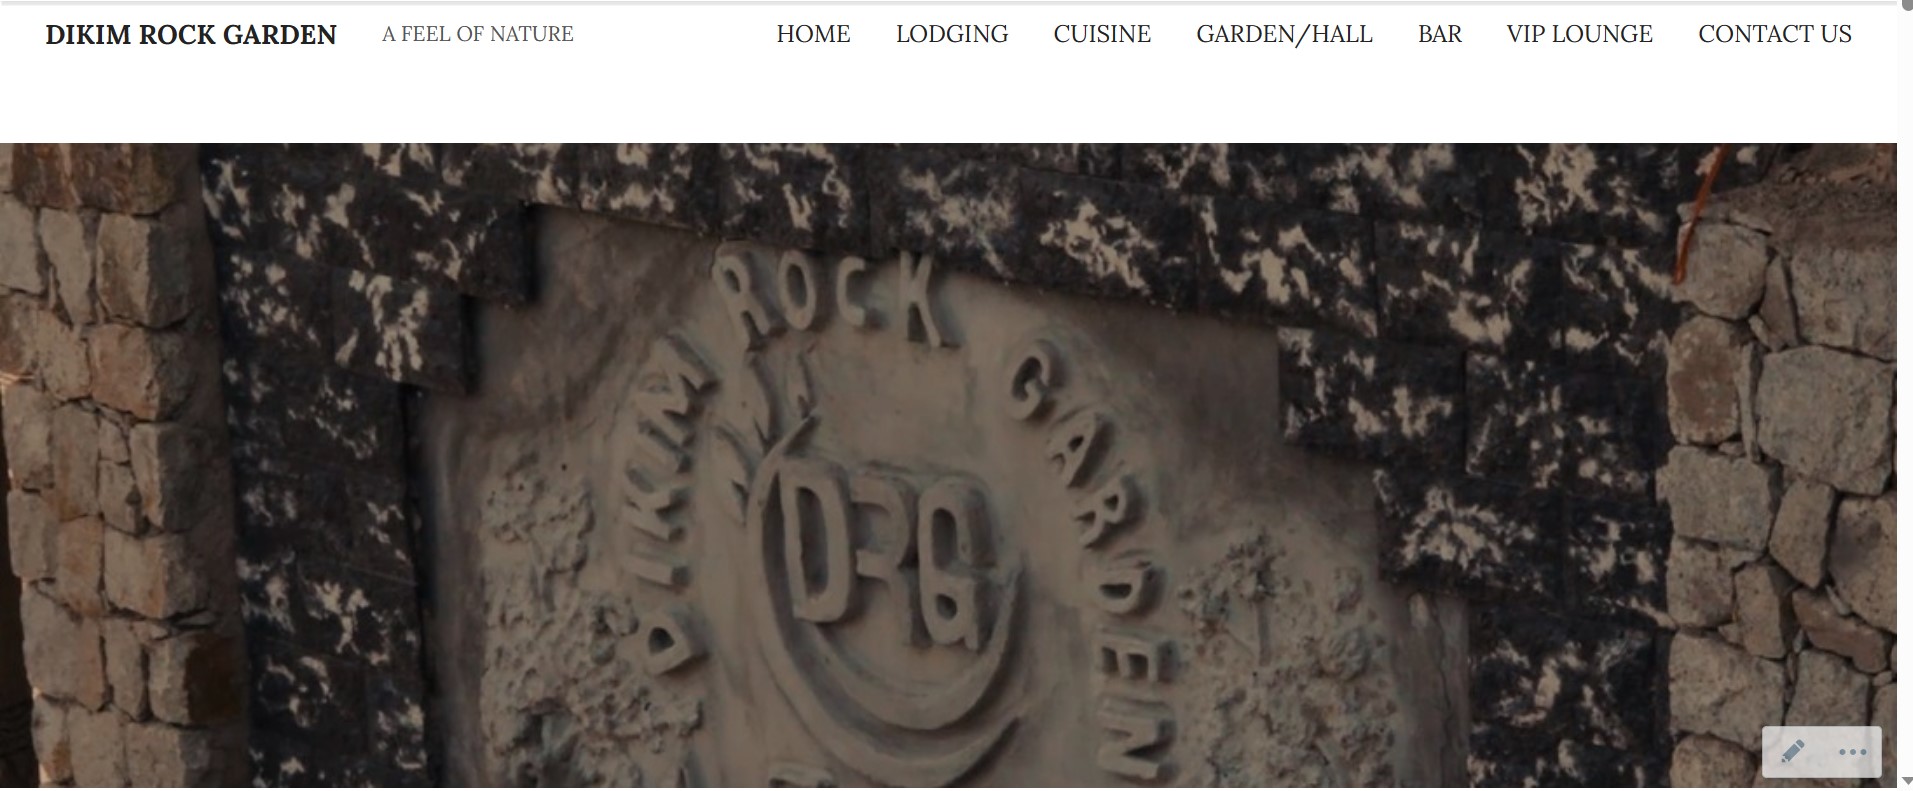 DIKIM ROCK GARDEN A FEEL OF NATURE HOME LODGING CUISINE GARDEN/HALL BAR VIP LOUNGE CONTACT US
DIKIM ROCK GARDEN
DRG